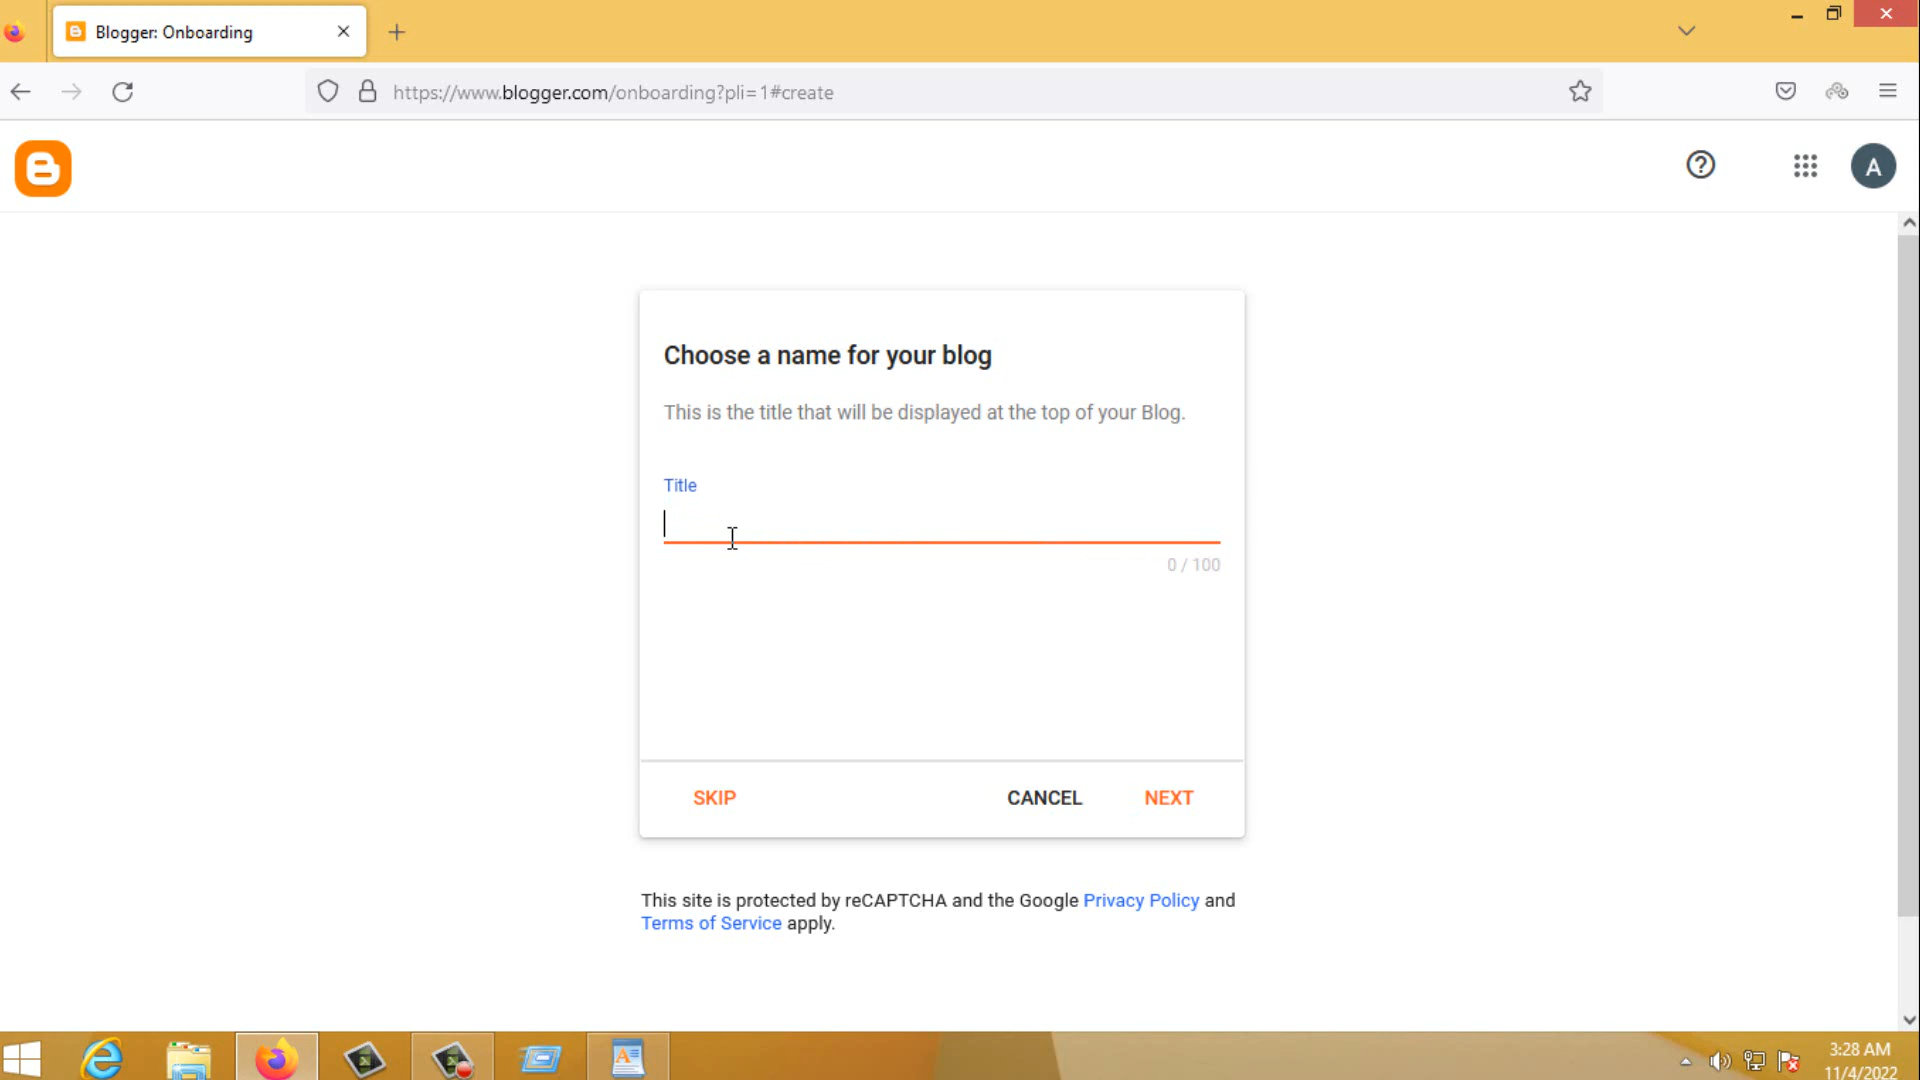 Blogger: Onboarding
https://www.blogger.com/onboarding?pli=1#create
A
Choose a name for your blog
This is the title that will be displayed at the top of your Blog.
Title
0 / 100
SKIP
CANCEL
NEXT
This site is protected by reCAPTCHA and the Google Privacy Policy and
Terms of Service apply.
3:28 AM
11/4/2022